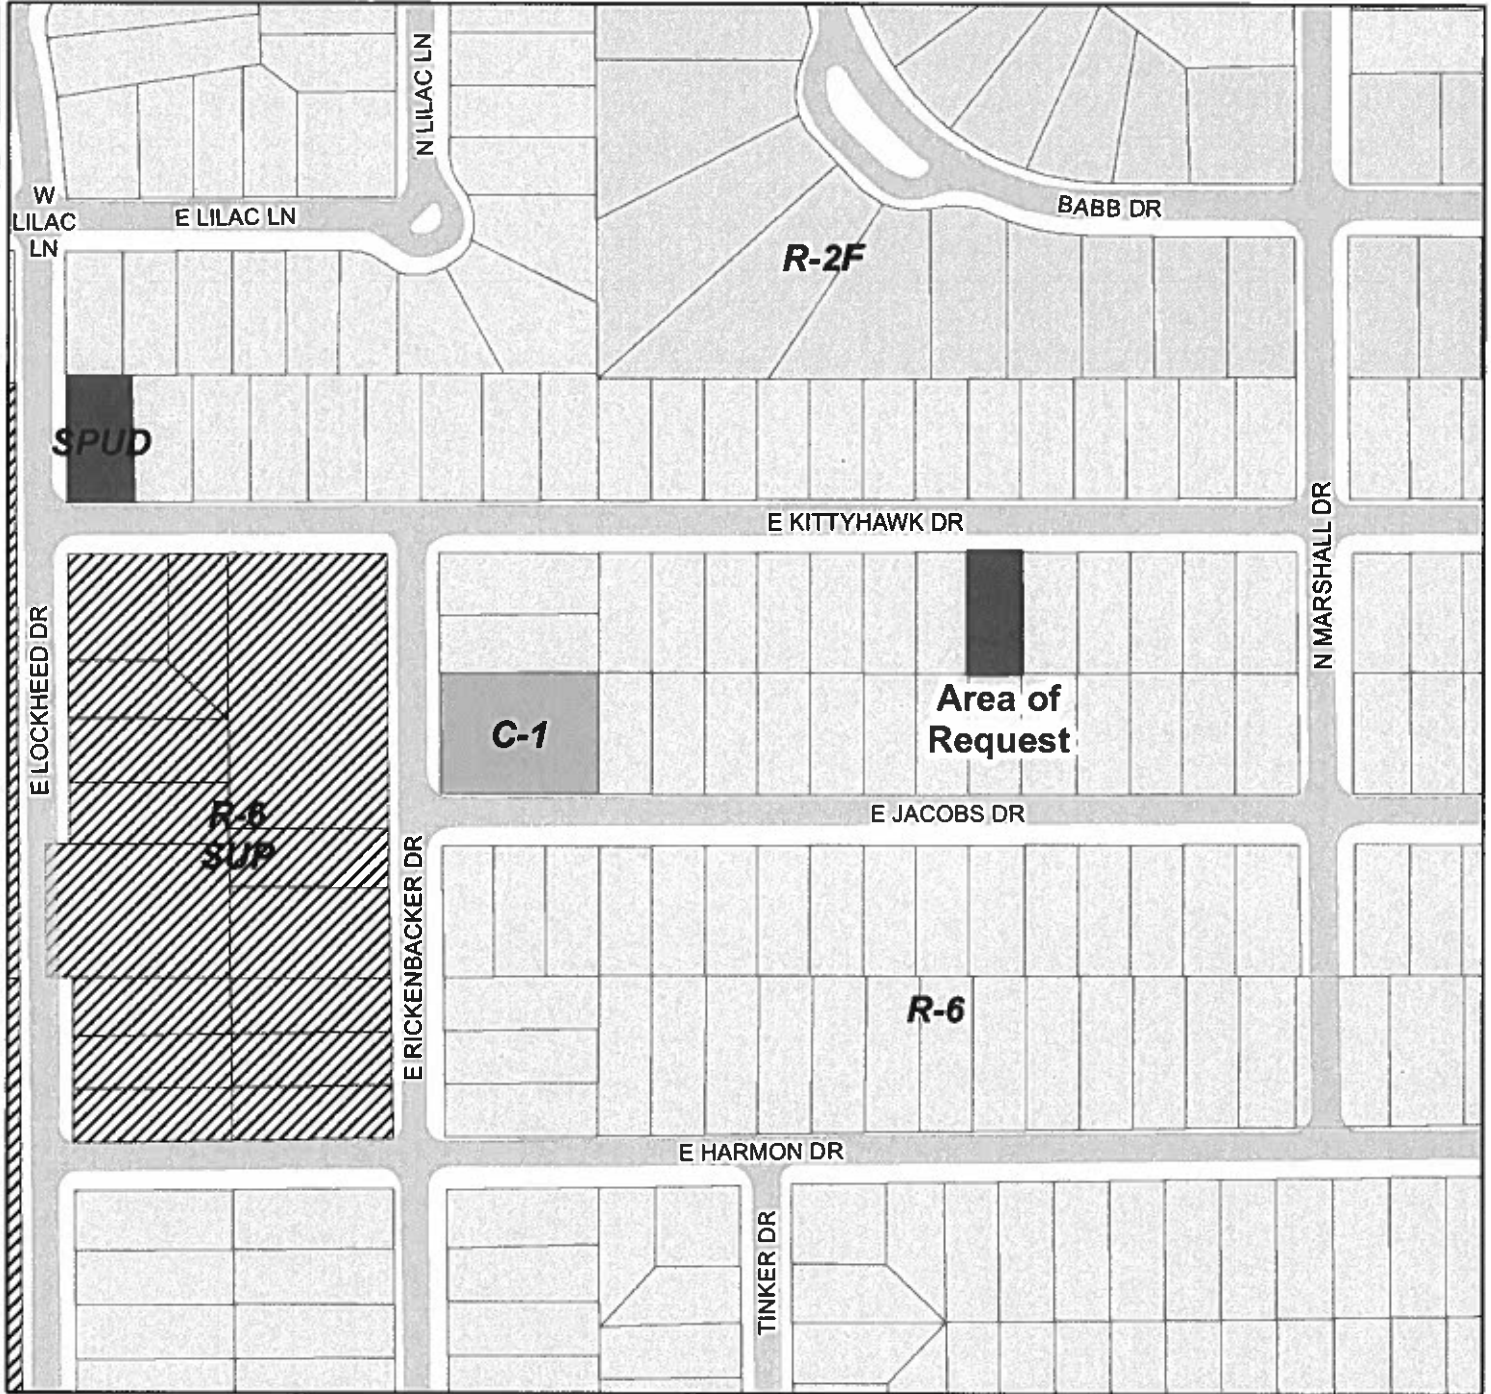 N LILAC LN
W
LILAC
LN
E LILAC LN
BABB DR
R-2F
SPUD
E KITTYHAWK DR
N MARSHALL DR
E LOCKHEED DR
Area of
Request
C-1
R-6
SUP
E JACOBS DR
E RICKENBACKER DR
R-6
E HARMON DR
TINKER DR